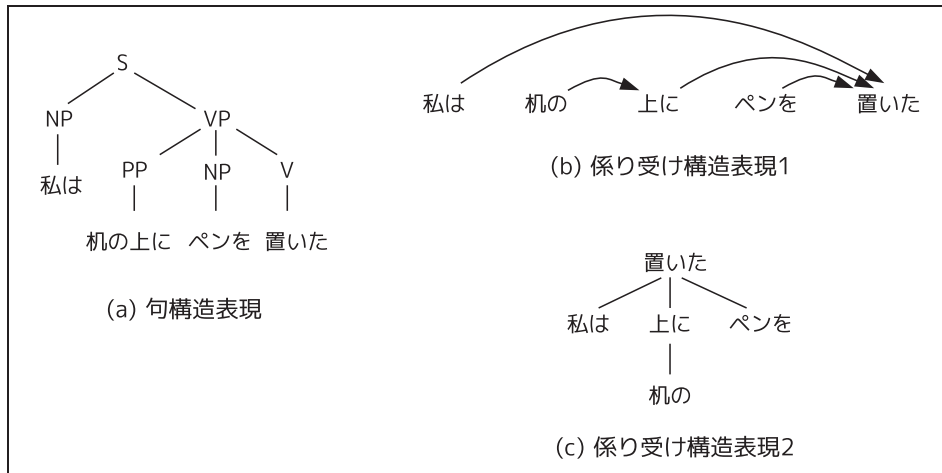 S
NP VP
私は PP NP V
机の上に ペンを 置いた
(a) 句構造表現
私は 机の 上に ペンを 置いた
(b) 係り受け構造表現1
置いた
私は 上に ペンを
机の
(c) 係り受け構造表現2